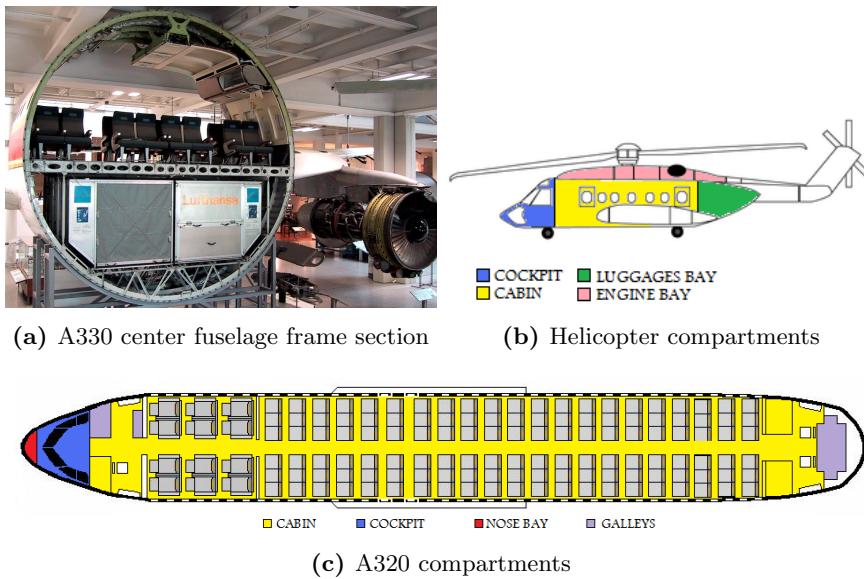 Lufthansa
COCKPIT
LUGGAGES BAY
CABIN
ENGINE BAY
(a) A330 center fuselage frame section
(b) Helicopter compartments
CABIN
COCKPIT
NOSE BAY
GALLEYS
(c) A320 compartments